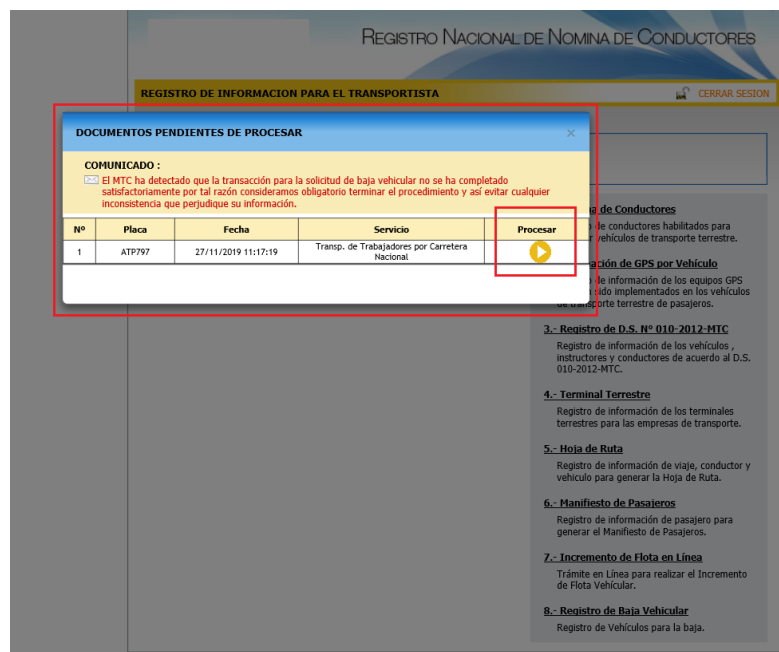 REGISTRO NACIONAL DE NOMINA DE CONDUCTORES
REGISTRO DE INFORMACION PARA EL TRANSPORTISTA
CERRAR SESION
DOCUMENTOS PENDIENTES DE PROCESAR
×
COMUNICADO :
El MTC ha detectado que la transacción para la solicitud de baja vehicular no se ha completado
satisfactoriamente por tal razón consideramos obligatorio terminar el procedimiento y así evitar cualquier
inconsistencia que perjudique su información.
Nº Placa Fecha Servicio Procesar
1 ATP797 27/11/2019 11:17:19 Transp. de Trabajadores por Carretera
Nacional
de Conductores
de conductores habilitados para
vehículos de transporte terrestre.
de GPS por Vehículo
de información de los equipos GPS
sido implementados en los vehículos
de transporte terrestre de pasajeros.
3.- Registro de D.S. Nº 010-2012-MTC
Registro de información de los vehículos ,
instructores y conductores de acuerdo al D.S.
010-2012-MTC.
4.- Terminal Terrestre
Registro de información de los terminales
terrestres para las empresas de transporte.
5.- Hoja de Ruta
Registro de información de viaje, conductor y
vehiculo para generar la Hoja de Ruta.
6.- Manifiesto de Pasajeros
Registro de información de pasajero para
generar el Manifiesto de Pasajeros.
7.- Incremento de Flota en Línea
Trámite en Línea para realizar el Incremento
de Flota Vehícular.
8.- Registro de Baja Vehicular
Registro de Vehículos para la baja.